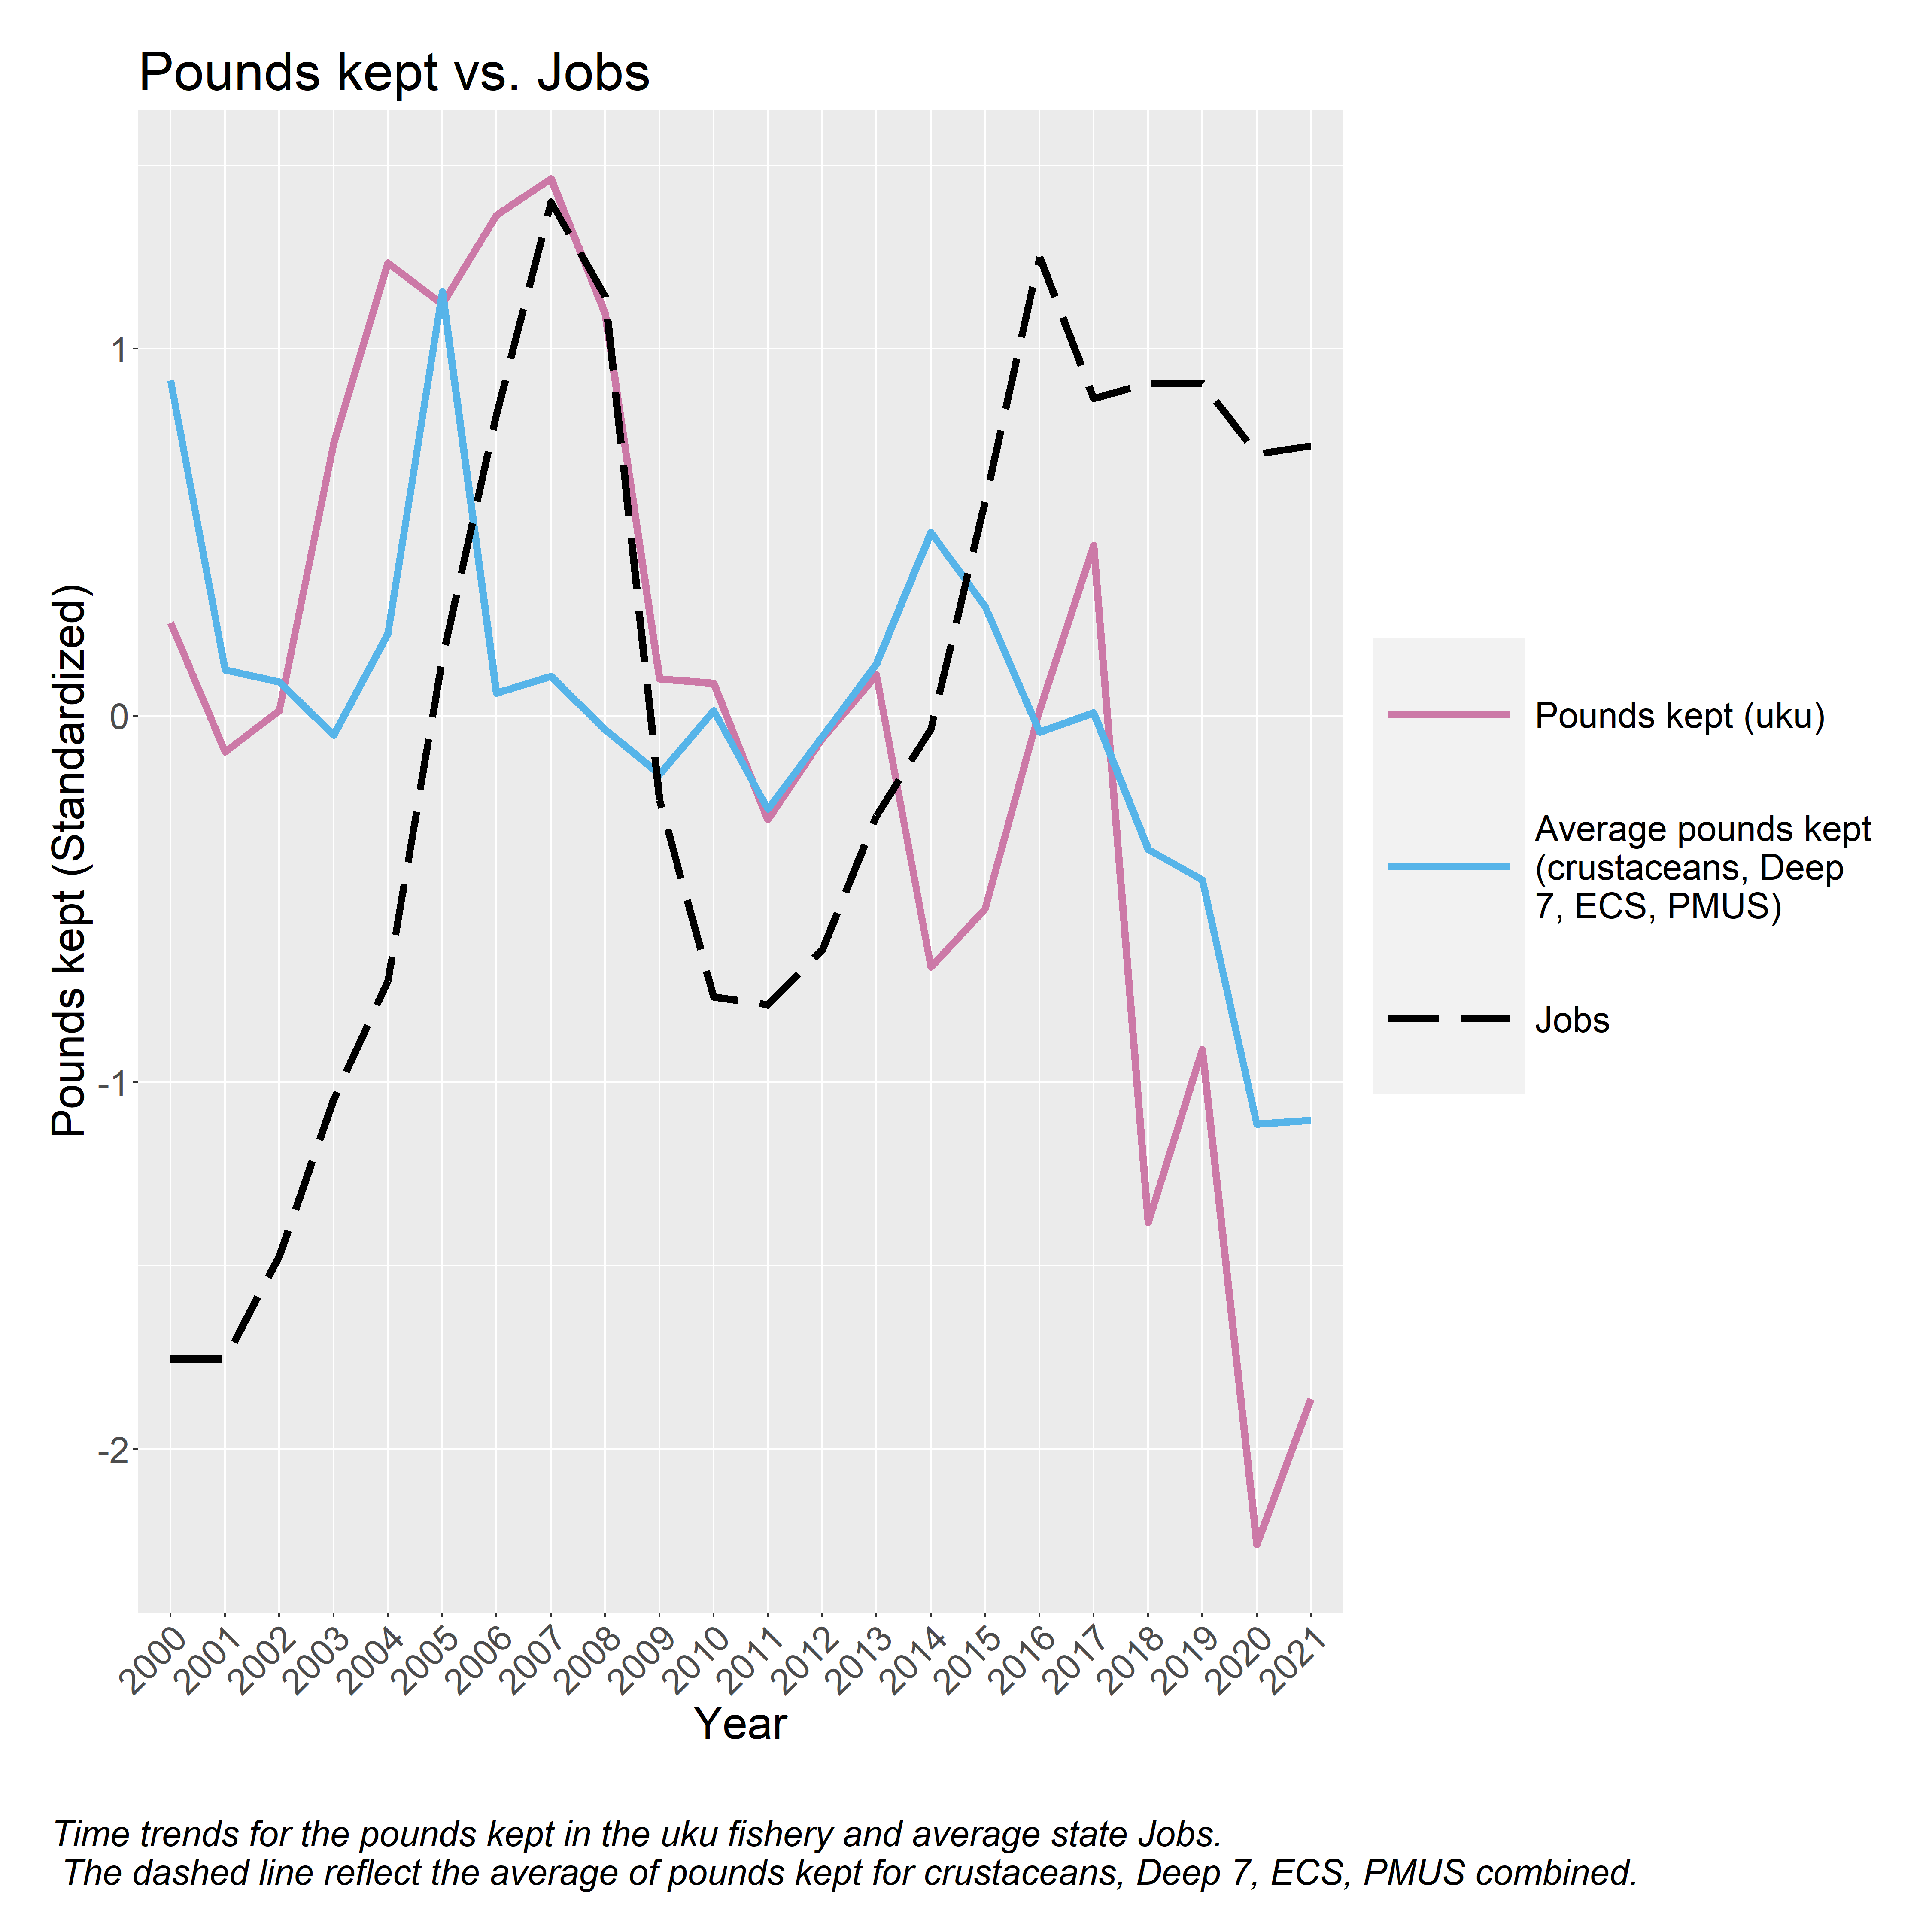 Pounds kept vs. Jobs
Pounds kept (Standardized)
1
0
-1
-2
2000
2001
2002
2003
2004
2005
2006
2007
2008
2009
2010
2011
2012
2013
2014
2015
2016
2017
2018
2019
2020
2021
Year
Pounds kept (uku)
Average pounds kept
(crustaceans, Deep
7, ECS, PMUS)
Jobs
Time trends for the pounds kept in the uku fishery and average state Jobs.
The dashed line reflect the average of pounds kept for crustaceans, Deep 7, ECS, PMUS combined.